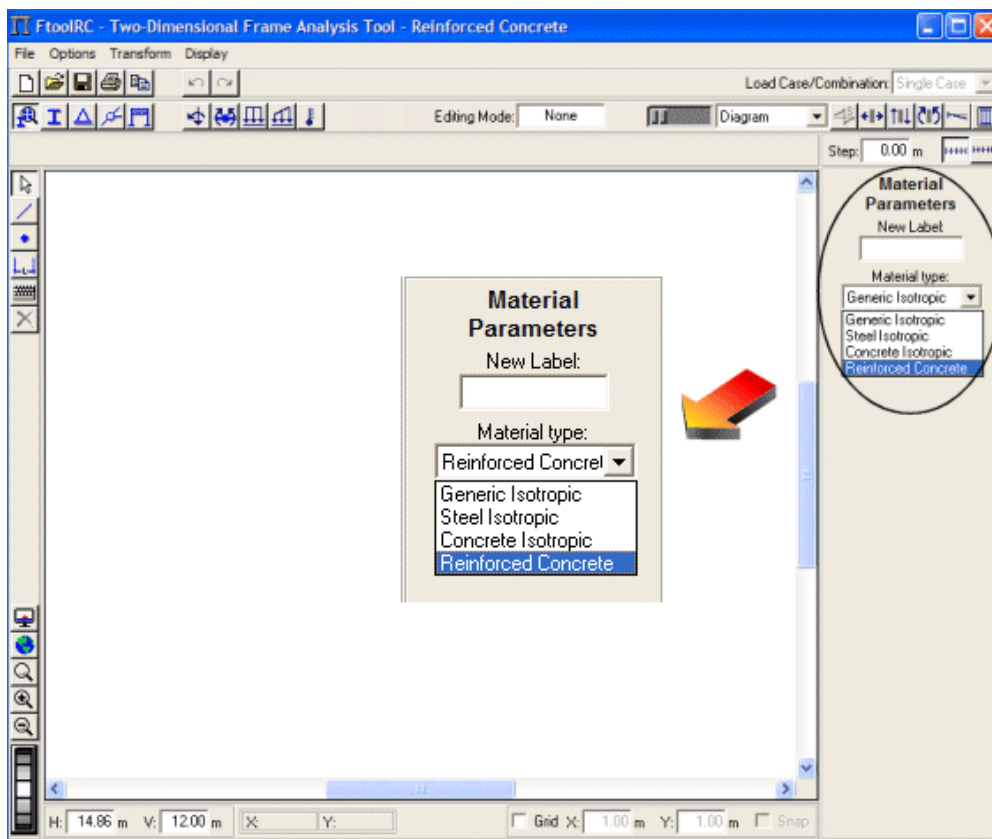 FtoolRC - Two-Dimensional Frame Analysis Tool - Reinforced Concrete
File Options Transform Display
Load Case/Combination: Single Case
Editing Mode: None Diagram
Step: 0.00 m
Material
Parameters
New Label:
Material type:
Generic Isotropic
Generic Isotropic
Steel Isotropic
Concrete Isotropic
Reinforced Concrete
Material
Parameters
New Label:
Material type:
Reinforced Concret
Generic Isotropic
Steel Isotropic
Concrete Isotropic
Reinforced Concrete
H: 14.86 m V: 12.00 m X: Y: Grid X: 1.00 m Y: 1.00 m Snap